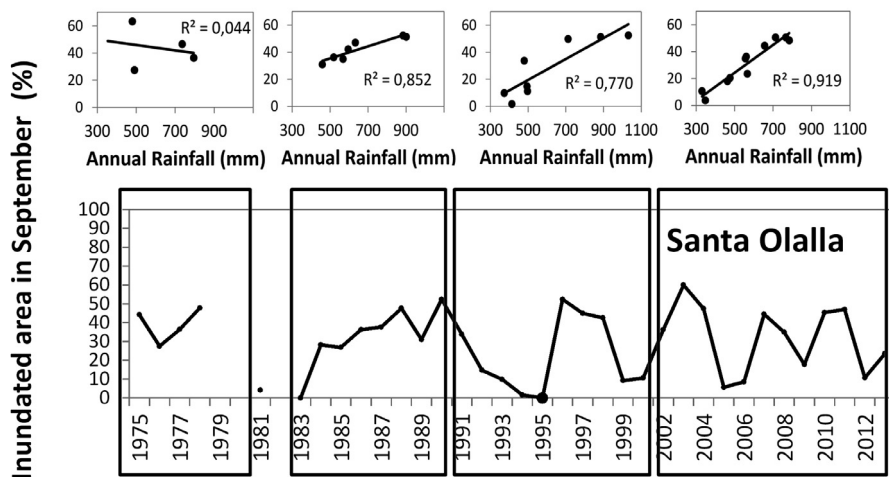 Inundated area in September (%)
60
40
20
0
R² = 0,044
300 500 700 900
Annual Rainfall (mm)
60
40
20
0
R² = 0,852
300 500 700 900
Annual Rainfall (mm)
60
40
20
0
R² = 0,770
300 500 700 900 1100
Annual Rainfall (mm)
60
40
20
0
R² = 0,919
300 500 700 900 1100
Annual Rainfall (mm)
Santa Olalla
100
90
80
70
60
50
40
30
20
10
0
1975 1977 1979 1981 1983 1985 1987 1989 1991 1993 1995 1997 1999 2002 2004 2006 2008 2010 2012